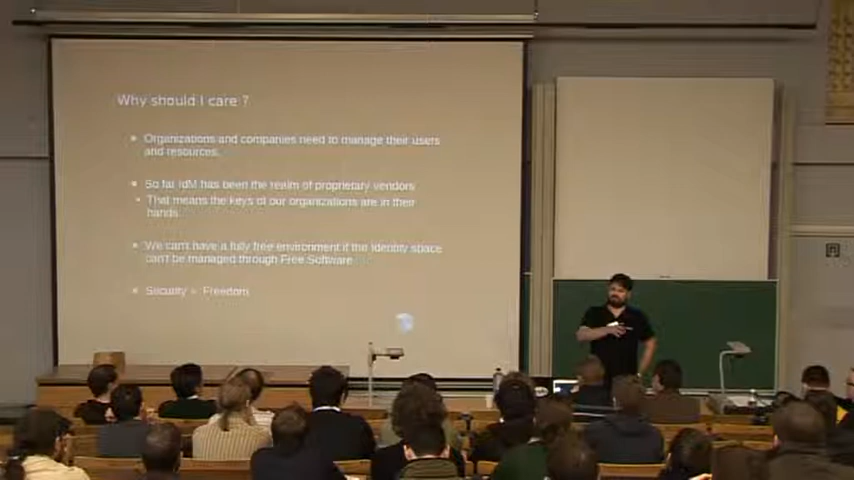 Why should I care ?
Organizations and companies need to manage their users
and resources.
So far IdM has been the realm of proprietary vendors
That means the keys of our organizations are in their
hands.
We can't have a fully free environment if the identity space
can't be managed through Free Software
Security = Freedom